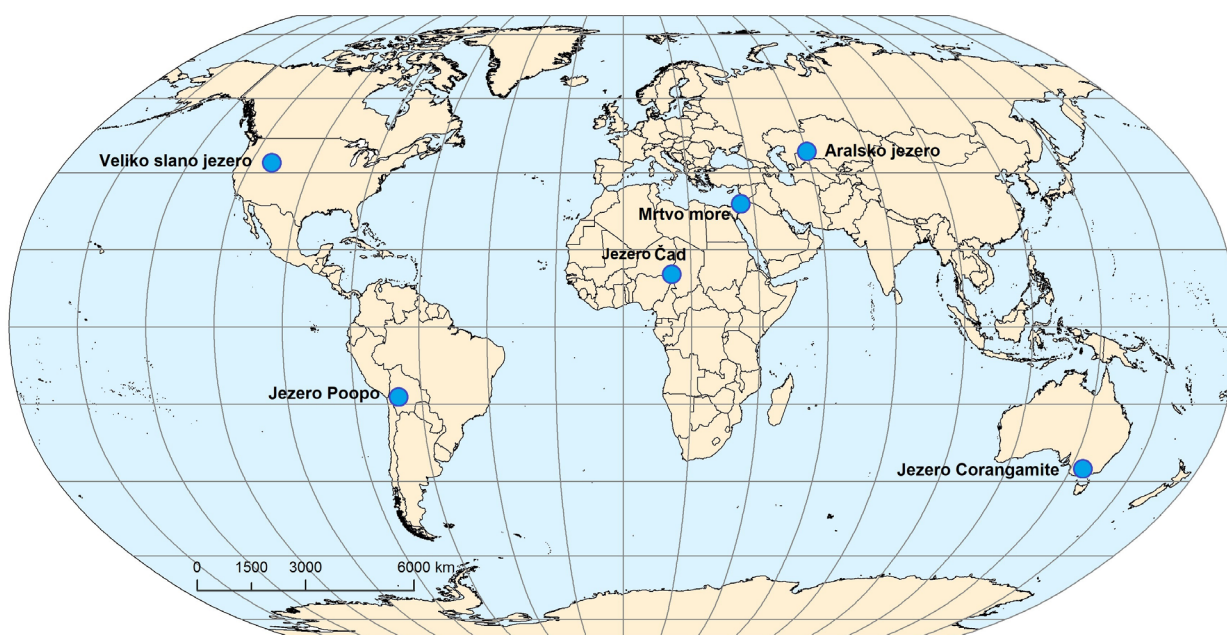 Veliko slano jezero
Aralsko jezero
Mrtvo more
Jezero Čad
Jezero Poopo
Jezero Corangamite
0 1500 3000 6000 km